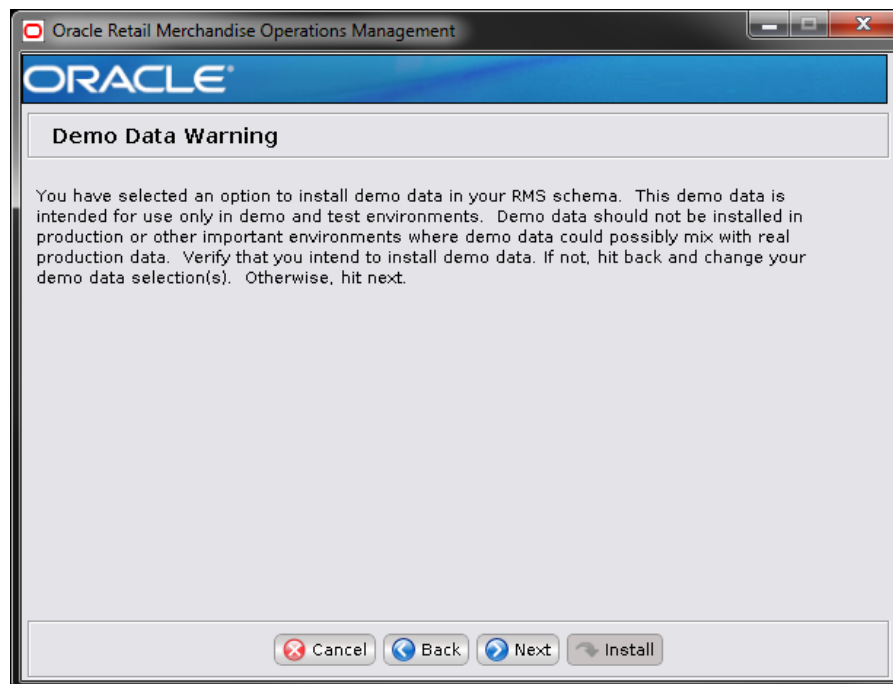 Oracle Retail Merchandise Operations Management
ORACLE
Demo Data Warning
You have selected an option to install demo data in your RMS schema. This demo data is
intended for use only in demo and test environments. Demo data should not be installed in
production or other important environments where demo data could possibly mix with real
production data. Verify that you intend to install demo data. If not, hit back and change your
demo data selection(s). Otherwise, hit next.
Cancel Back Next Install